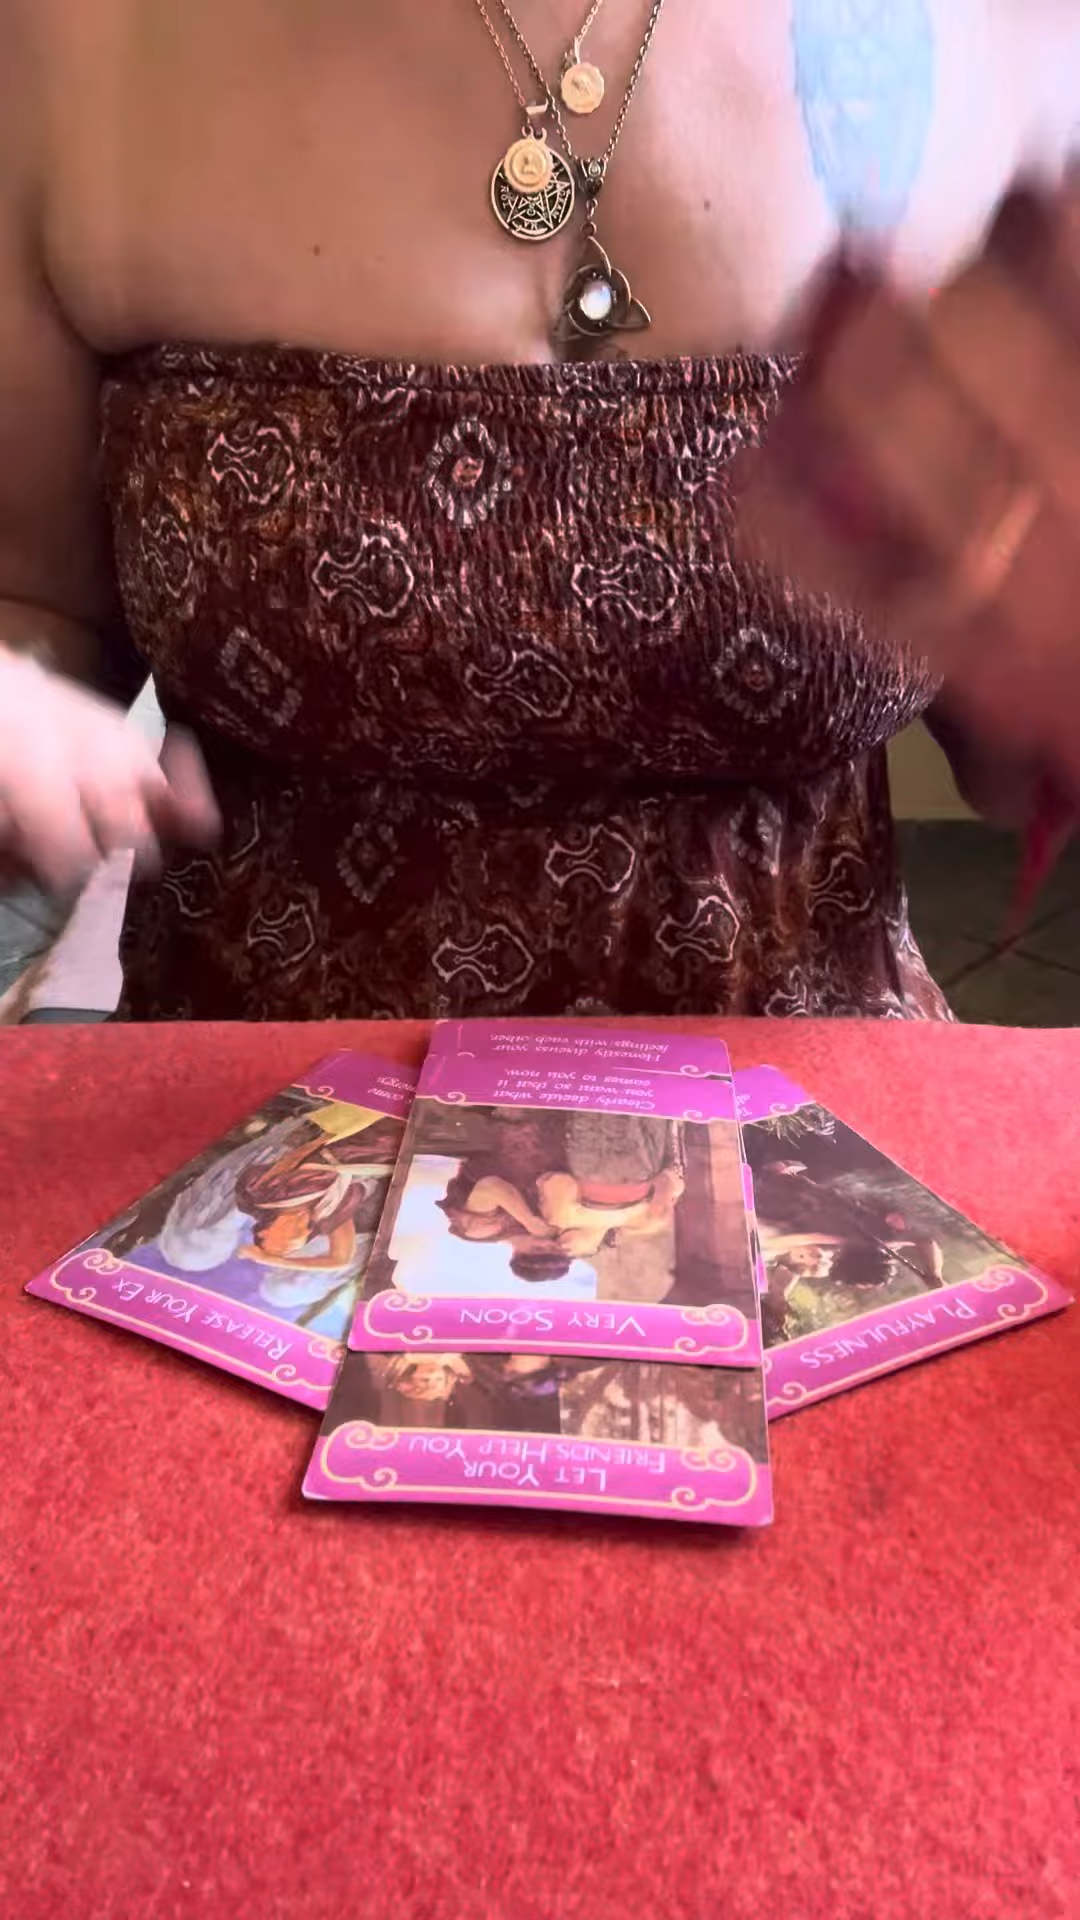 Honestly discuss your
feelings with each other.
Clearly decide what
you want so that it
comes to you now.
energy.
RELEASE YOUR EX
VERY SOON
PLAYFULNESS
LET YOUR
FRIENDS HELP YOU